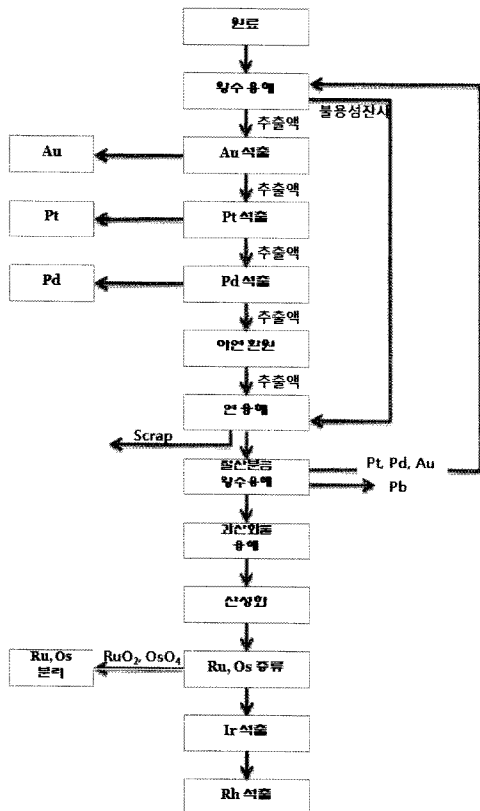 원료
왕수용해
불용성잔사
추출액
Au
Au 석출
추출액
Pt
Pt 석출
추출액
Pd
Pd 석출
추출액
아연환원
추출액
연용해
Scrap
질산분금
왕수용해
Pt, Pd, Au
Pb
과산화물
용해
산성화
Ru, Os
분리
RuO₂, OsO₄
Ru, Os 증류
Ir 석출
Rh 석출